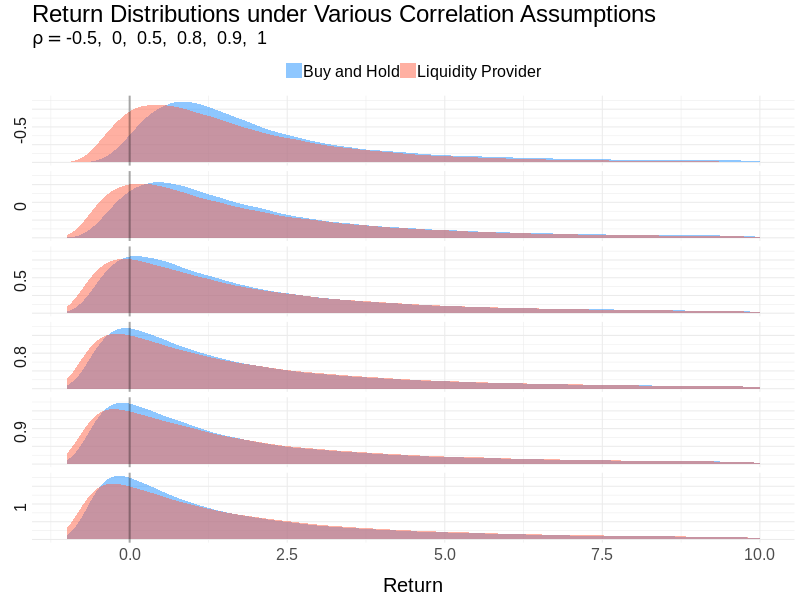 Return Distributions under Various Correlation Assumptions
ρ = -0.5, 0, 0.5, 0.8, 0.9, 1
Buy and Hold Liquidity Provider
-0.5
0
0.5
0.8
0.9
1
0.0 2.5 5.0 7.5 10.0
Return